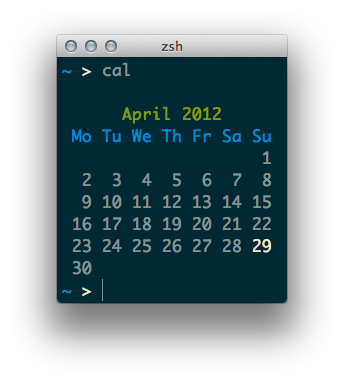 zsh
~ > cal
April 2012
Mo Tu We Th Fr Sa Su
1
2 3 4 5 6 7 8
9 10 11 12 13 14 15
16 17 18 19 20 21 22
23 24 25 26 27 28 29
30
~ >